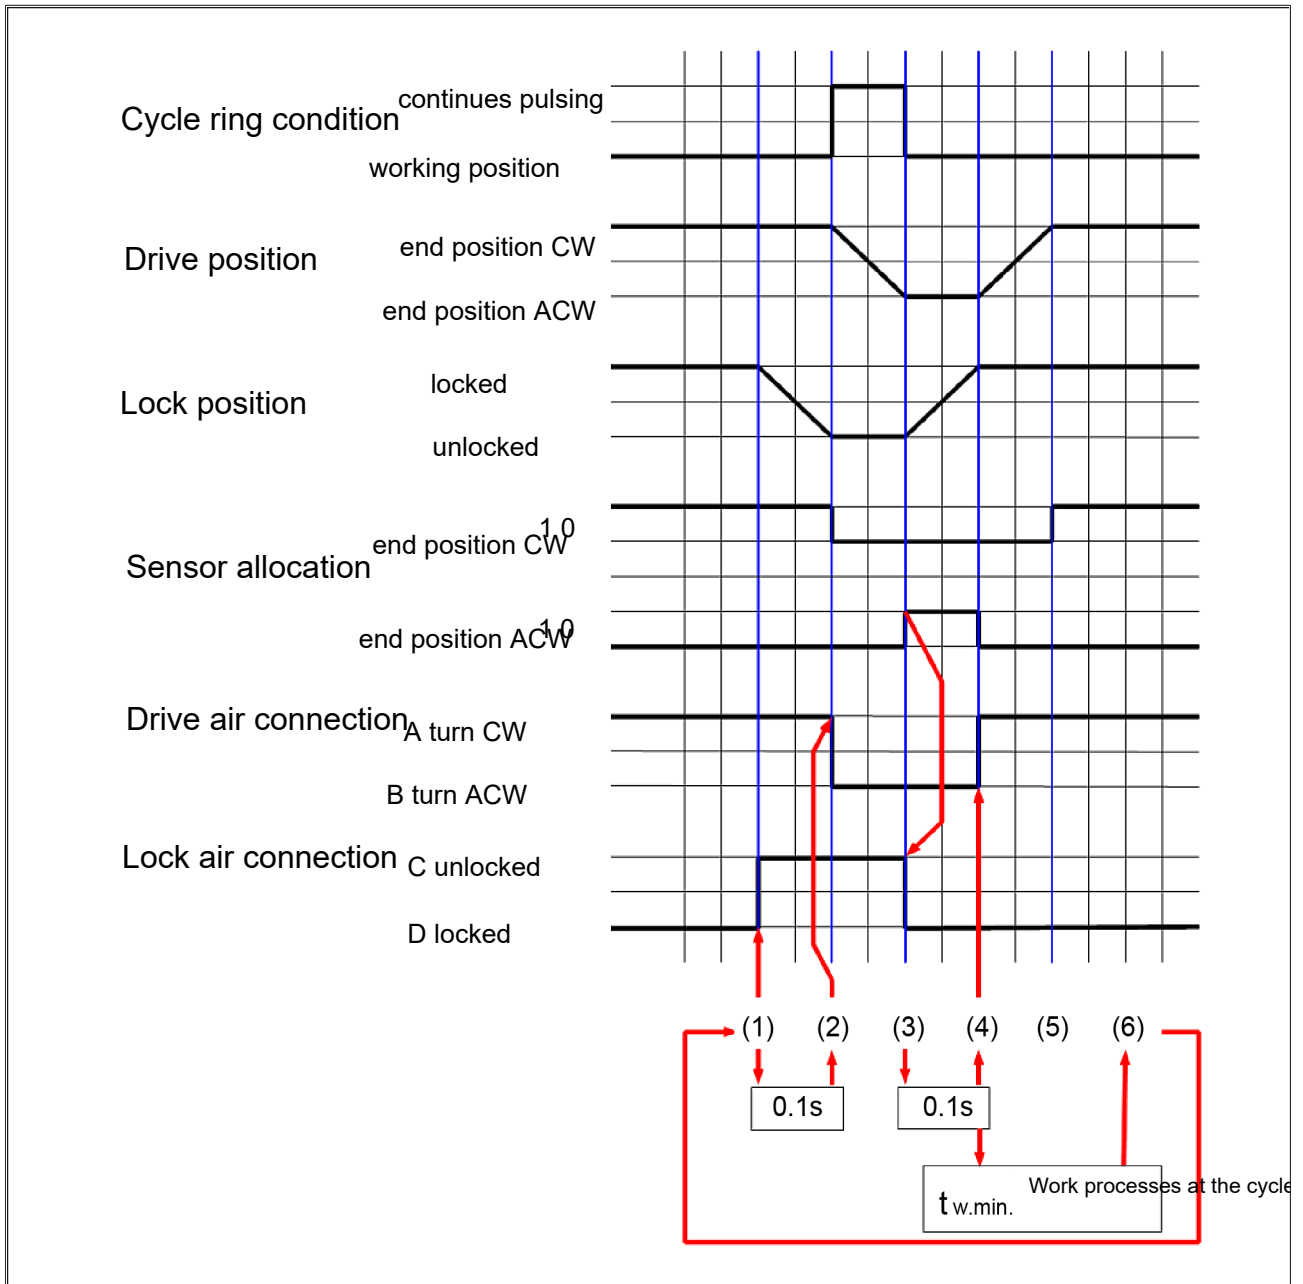 Cycle ring condition
continues pulsing
working position
Drive position
end position CW
end position ACW
Lock position
locked
unlocked
Sensor allocation
1 0
end position CW
1 0
end position ACW
Drive air connection
A turn CW
B turn ACW
Lock air connection
C unlocked
D locked
(1) (2) (3) (4) (5) (6)
0.1s 0.1s
t w.min. Work processes at the cycle